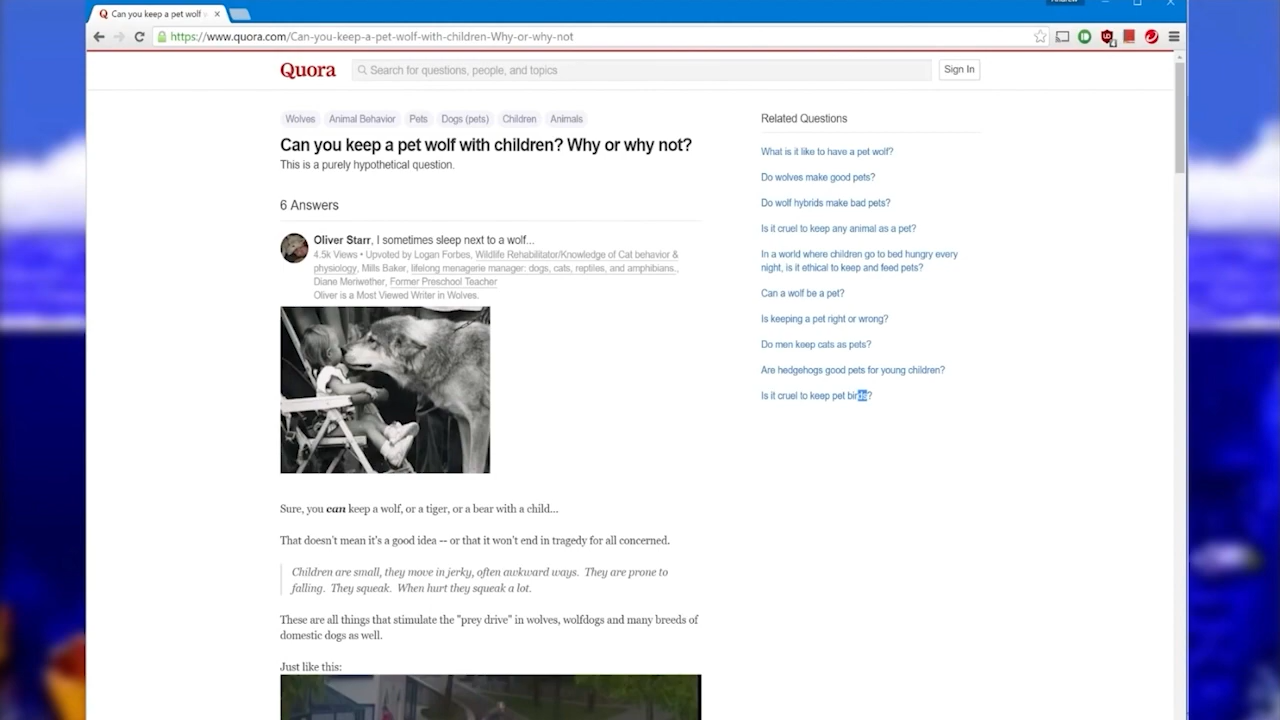 Can you keep a pet wolf
https://www.quora.com/Can-you-keep-a-pet-wolf-with-children-Why-or-why-not
Quora
Search for questions, people, and topics
Sign In
Wolves Animal Behavior Pets Dogs (pets) Children Animals
Can you keep a pet wolf with children? Why or why not?
This is a purely hypothetical question.
6 Answers
Oliver Starr, I sometimes sleep next to a wolf...
4.5k Views • Upvoted by Logan Forbes, Wildlife Rehabilitator/Knowledge of Cat behavior &
physiology, Mills Baker, lifelong menagerie manager: dogs, cats, reptiles, and amphibians.,
Diane Meriwether, Former Preschool Teacher
Oliver is a Most Viewed Writer in Wolves.
Sure, you can keep a wolf, or a tiger, or a bear with a child...
That doesn't mean it's a good idea -- or that it won't end in tragedy for all concerned.
Children are small, they move in jerky, often awkward ways. They are prone to
falling. They squeak. When hurt they squeak a lot.
These are all things that stimulate the "prey drive" in wolves, wolfdogs and many breeds of
domestic dogs as well.
Just like this:
Related Questions
What is it like to have a pet wolf?
Do wolves make good pets?
Do wolf hybrids make bad pets?
Is it cruel to keep any animal as a pet?
In a world where children go to bed hungry every
night, is it ethical to keep and feed pets?
Can a wolf be a pet?
Is keeping a pet right or wrong?
Do men keep cats as pets?
Are hedgehogs good pets for young children?
Is it cruel to keep pet birds?